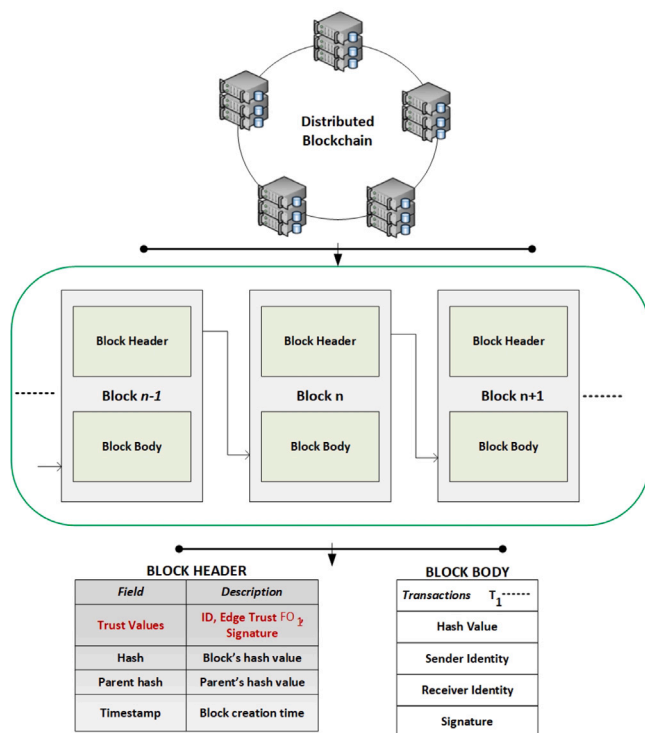 Distributed
Blockchain
Block Header
Block Header
Block Header
Block n-1
Block n
Block n+1
Block Body
Block Body
Block Body
BLOCK HEADER
Field Description
Trust Values ID, Edge Trust FO1,
Signature
Hash Block's hash value
Parent hash Parent's hash value
Timestamp Block creation time
BLOCK BODY
Transactions T1 ------
Hash Value
Sender Identity
Receiver Identity
Signature